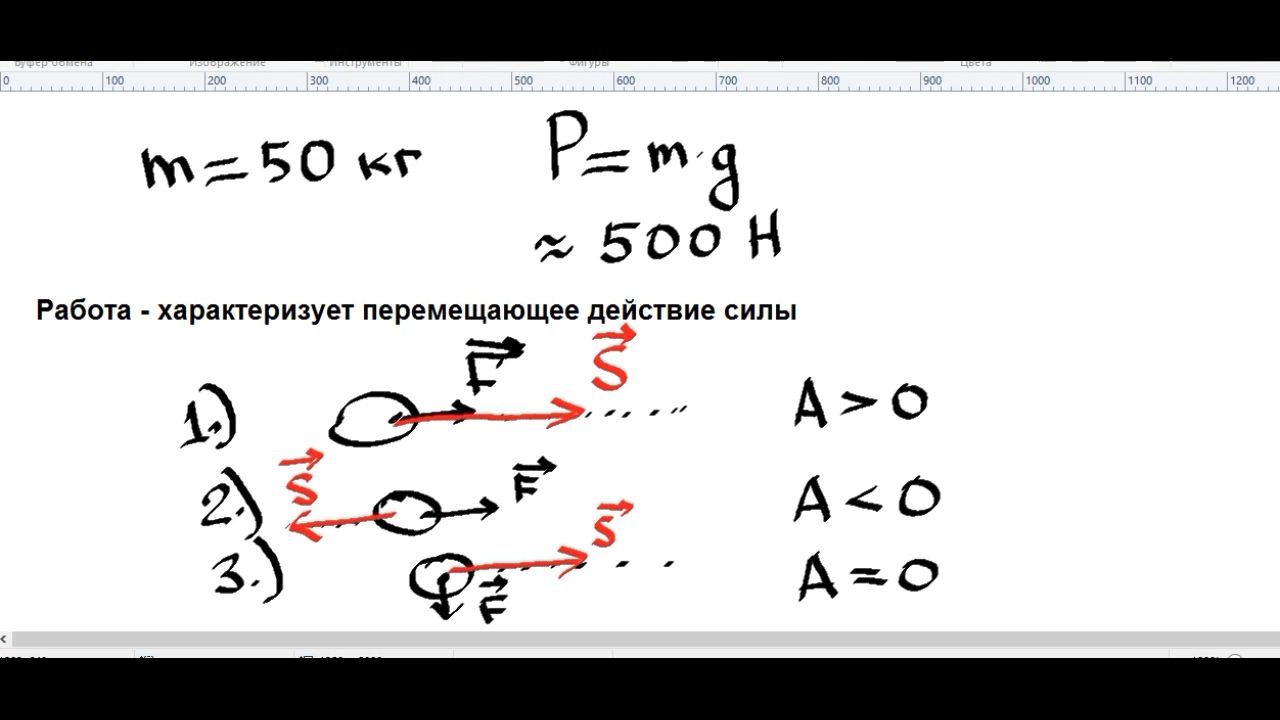 Буфер обмена Изображение Инструменты Фигуры Цвета
0 100 200 300 400 500 600 700 800 900 1000 1100 1200
m = 50 кг P = m·g
≈ 500 Н
Работа - характеризует перемещающее действие силы
1.) F S A > 0
2.) S F A < 0
3.) F S A = 0